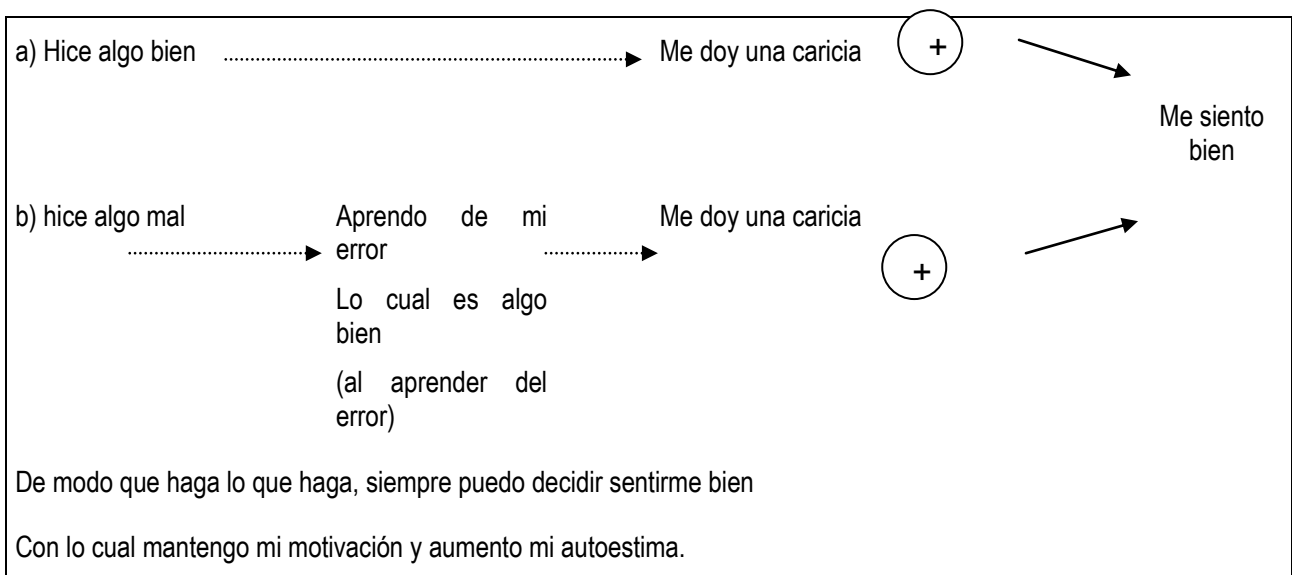 a) Hice algo bien
Me doy una caricia
+
Me siento
bien
b) hice algo mal
Aprendo de mi
error
Lo cual es algo
bien
(al aprender del
error)
Me doy una caricia
+
De modo que haga lo que haga, siempre puedo decidir sentirme bien
Con lo cual mantengo mi motivación y aumento mi autoestima.